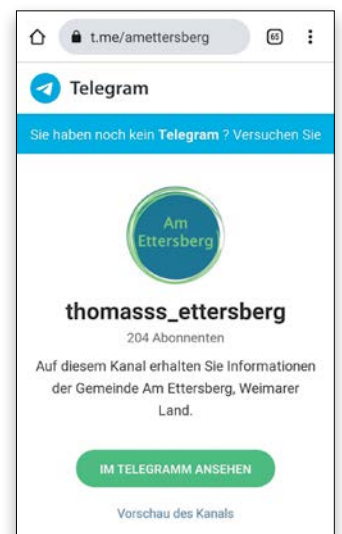 t.me/amettersberg
65
Telegram
Sie haben noch kein Telegram ? Versuchen Sie
Am
Ettersberg
thomasss_ettersberg
204 Abonnenten
Auf diesem Kanal erhalten Sie Informationen
der Gemeinde Am Ettersberg, Weimarer
Land.
IM TELEGRAMM ANSEHEN
Vorschau des Kanals